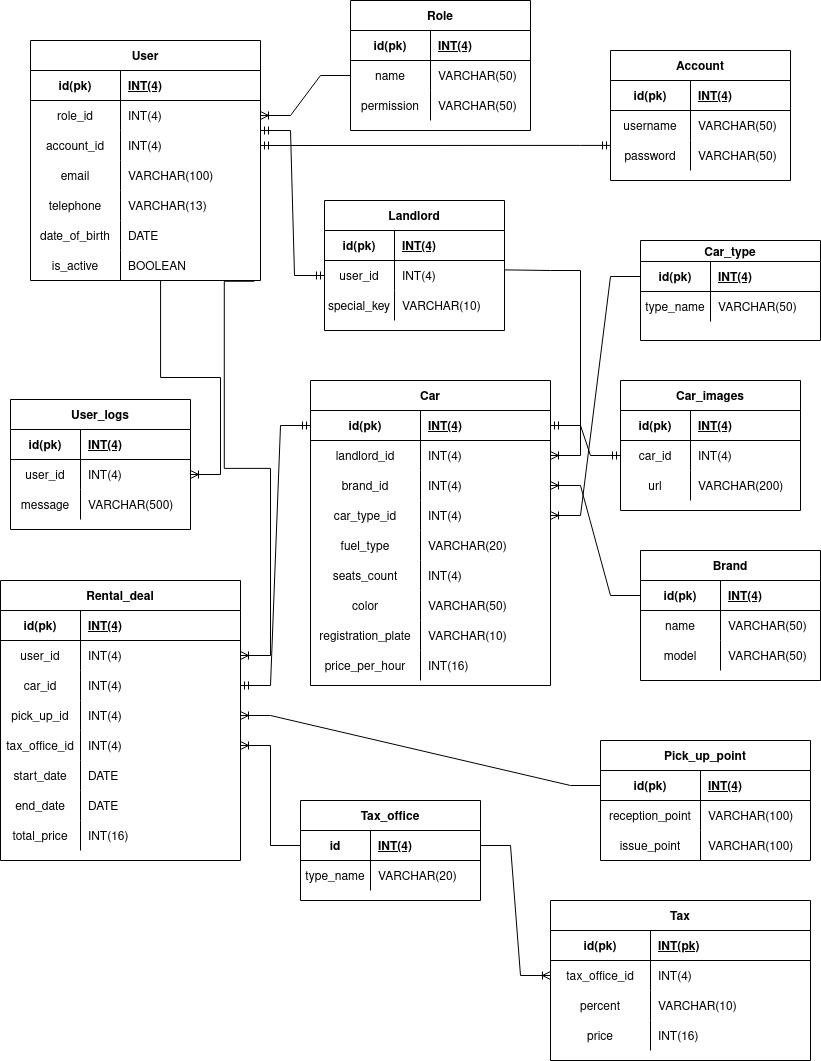 Role
id(pk) INT(4)
name VARCHAR(50)
permission VARCHAR(50)
User
id(pk) INT(4)
role_id INT(4)
account_id INT(4)
email VARCHAR(100)
telephone VARCHAR(13)
date_of_birth DATE
is_active BOOLEAN
Account
id(pk) INT(4)
username VARCHAR(50)
password VARCHAR(50)
Landlord
id(pk) INT(4)
user_id INT(4)
special_key VARCHAR(10)
Car_type
id(pk) INT(4)
type_name VARCHAR(50)
User_logs
id(pk) INT(4)
user_id INT(4)
message VARCHAR(500)
Car
id(pk) INT(4)
landlord_id INT(4)
brand_id INT(4)
car_type_id INT(4)
fuel_type VARCHAR(20)
seats_count INT(4)
color VARCHAR(50)
registration_plate VARCHAR(10)
price_per_hour INT(16)
Car_images
id(pk) INT(4)
car_id INT(4)
url VARCHAR(200)
Brand
id(pk) INT(4)
name VARCHAR(50)
model VARCHAR(50)
Rental_deal
id(pk) INT(4)
user_id INT(4)
car_id INT(4)
pick_up_id INT(4)
tax_office_id INT(4)
start_date DATE
end_date DATE
total_price INT(16)
Pick_up_point
id(pk) INT(4)
reception_point VARCHAR(100)
issue_point VARCHAR(100)
Tax_office
id INT(4)
type_name VARCHAR(20)
Tax
id(pk) INT(pk)
tax_office_id INT(4)
percent VARCHAR(10)
price INT(16)